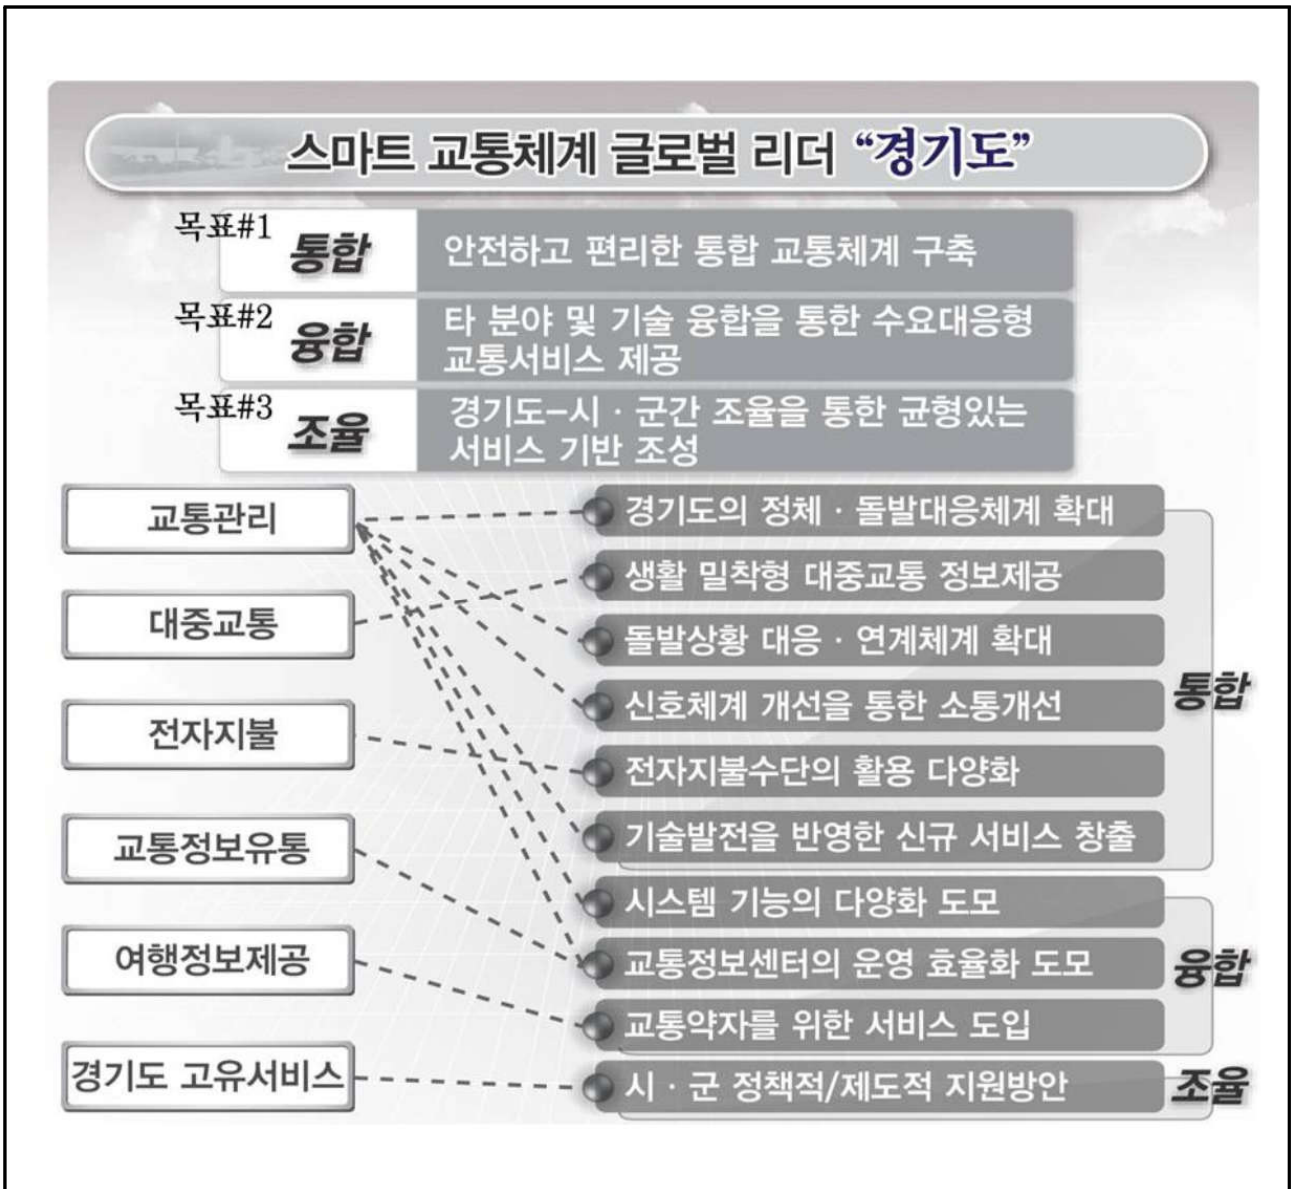 스마트 교통체계 글로벌 리더 “경기도”
목표#1
통합
안전하고 편리한 통합 교통체계 구축
목표#2
융합
타 분야 및 기술 융합을 통한 수요대응형
교통서비스 제공
목표#3
조율
경기도-시 · 군간 조율을 통한 균형있는
서비스 기반 조성
교통관리
대중교통
전자지불
교통정보유통
여행정보제공
경기도 고유서비스
경기도의 정체 · 돌발대응체계 확대
생활 밀착형 대중교통 정보제공
돌발상황 대응 · 연계체계 확대
신호체계 개선을 통한 소통개선
전자지불수단의 활용 다양화
기술발전을 반영한 신규 서비스 창출
시스템 기능의 다양화 도모
교통정보센터의 운영 효율화 도모
교통약자를 위한 서비스 도입
시 · 군 정책적/제도적 지원방안
통합
융합
조율